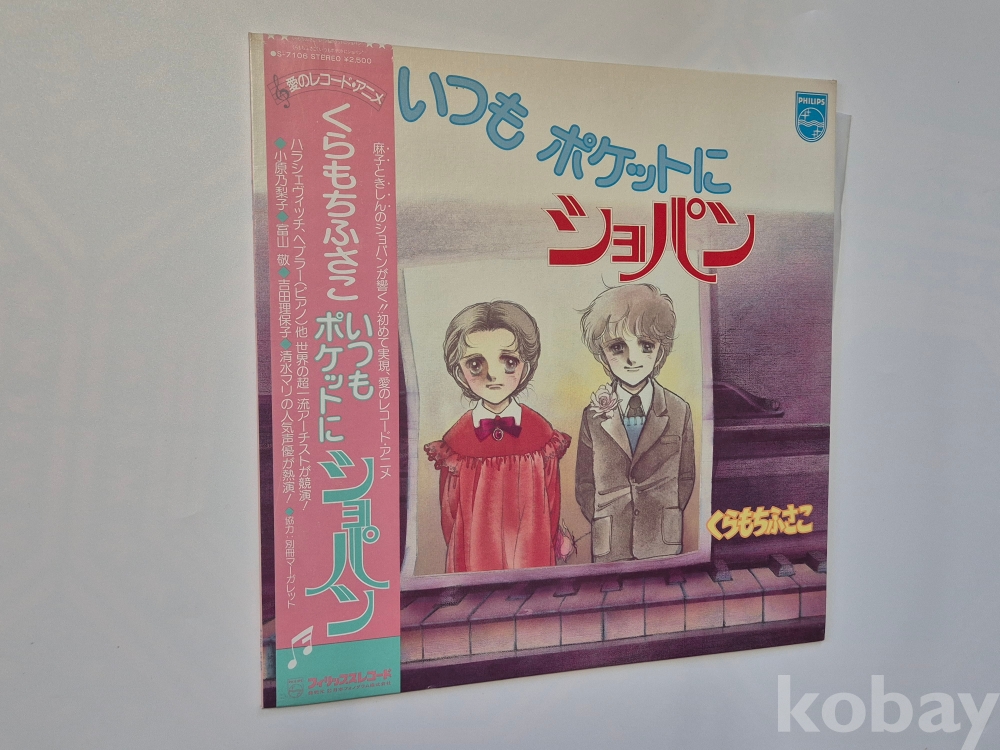 ●S-7106 STEREO ¥2,500
愛のレコード・アニメ
くらもちふさこ いつもポケットに ショパン
麻子ときしんのショパンが響く!!初めて実現、愛のレコード・アニメ
ハラシェヴィッチ、ヘブラー〈ピアノ〉他 世界の超一流アーチストが競演!
●小原乃梨子●富山 敬●吉田理保子●清水マリの人気声優が熱演!
●協力:別冊マーガレット
フィリップスレコード
いつも ポケットに
ショパン
PHILIPS
くらもちふさこ
kobay